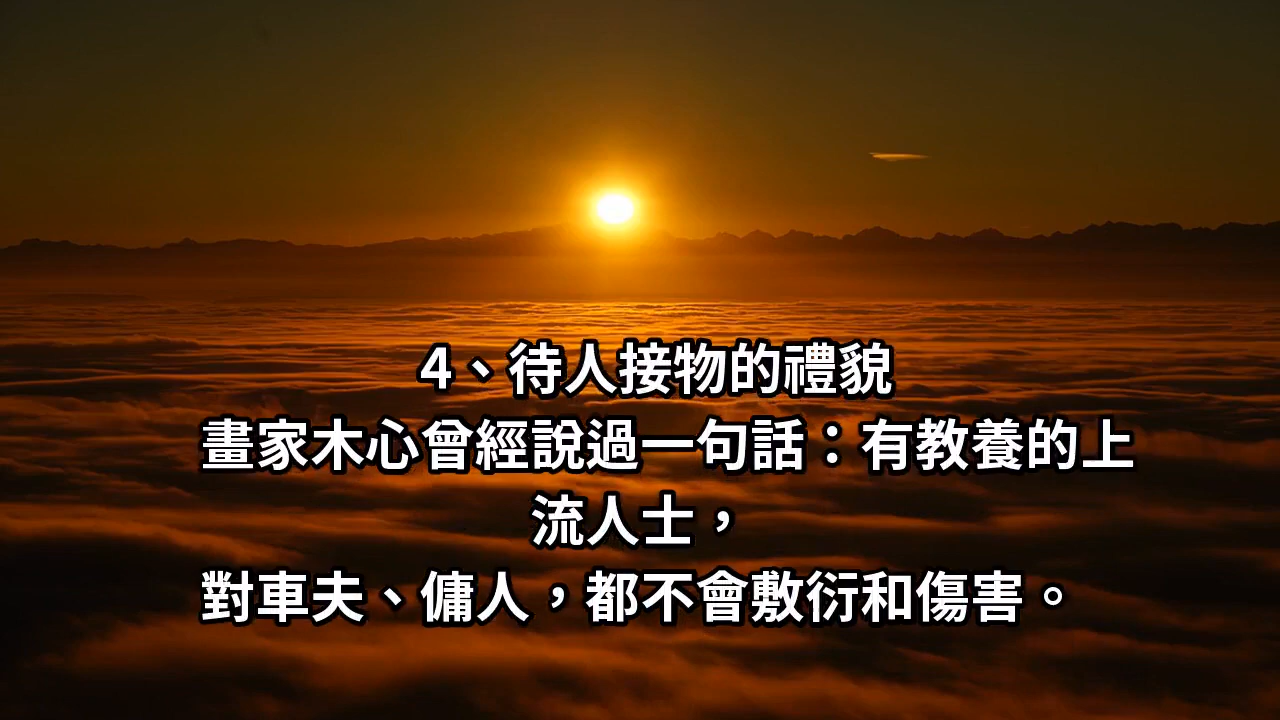 4、待人接物的禮貌
畫家木心曾經說過一句話：有教養的上
流人士，
對車夫、傭人，都不會敷衍和傷害。